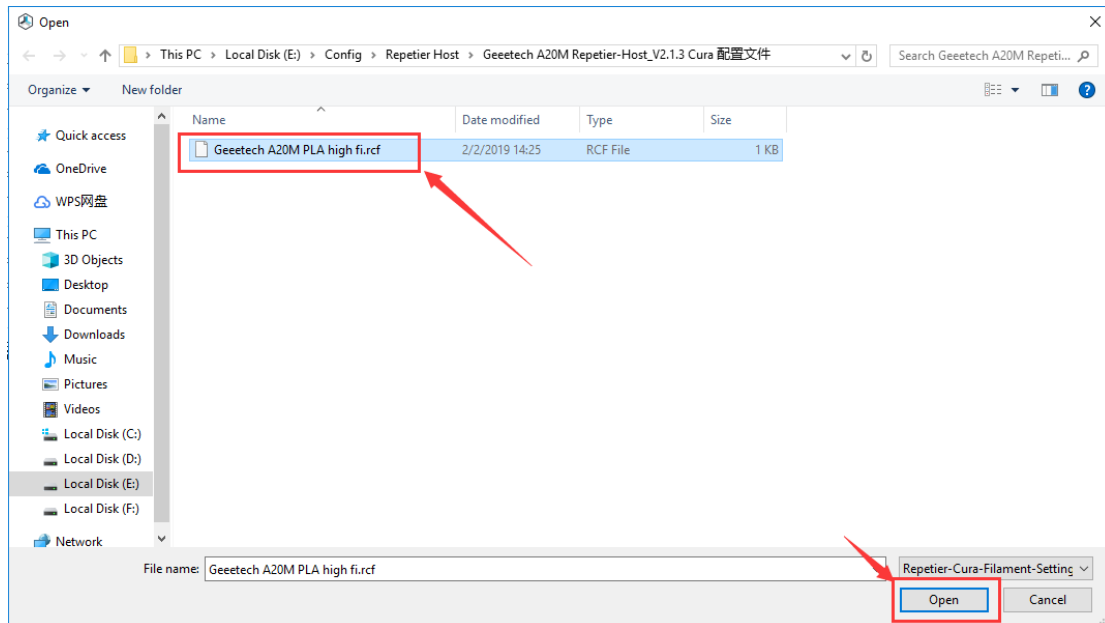 Open
This PC > Local Disk (E:) > Config > Repetier Host > Geeetech A20M Repetier-Host_V2.1.3 Cura 配置文件
Search Geeetech A20M Repeti...
Organize
New folder
Name
Date modified
Type
Size
Geeetech A20M PLA high fi.rcf
2/2/2019 14:25
RCF File
1 KB
Quick access
OneDrive
WPS网盘
This PC
3D Objects
Desktop
Documents
Downloads
Music
Pictures
Videos
Local Disk (C:)
Local Disk (D:)
Local Disk (E:)
Local Disk (F:)
Network
File name:
Geeetech A20M PLA high fi.rcf
Repetier-Cura-Filament-Setting
Open
Cancel